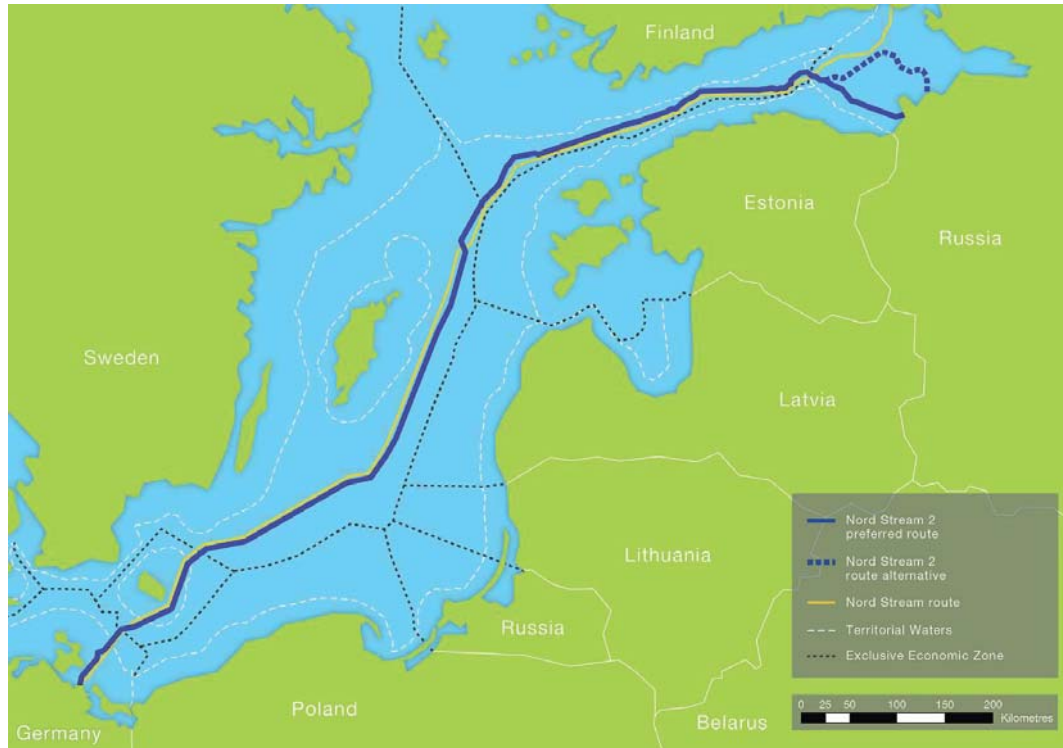 Finland
Estonia
Russia
Sweden
Latvia
Lithuania
Russia
Poland
Belarus
Germany
Nord Stream 2
preferred route
Nord Stream 2
route alternative
Nord Stream route
Territorial Waters
Exclusive Economic Zone
0 25 50 100 150 200
Kilometres